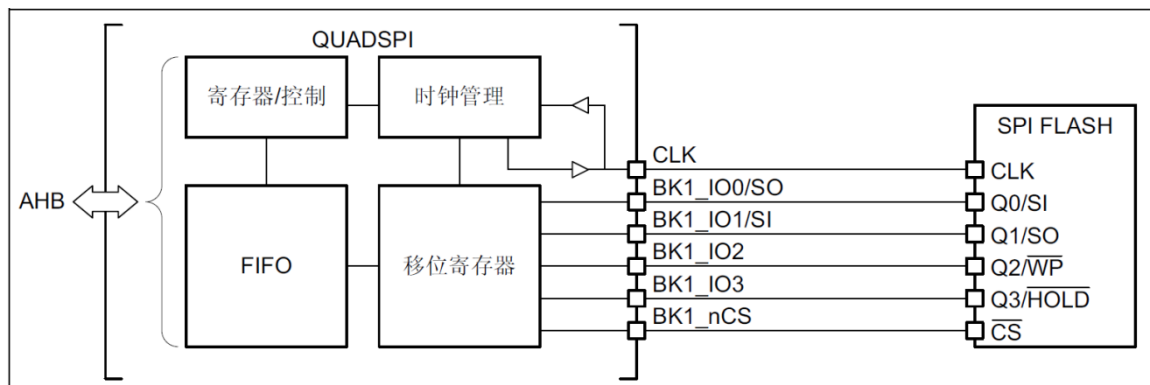 QUADSPI
寄存器/控制
时钟管理
SPI FLASH
CLK
CLK
AHB
BK1_IO0/SO
Q0/SI
BK1_IO1/SI
Q1/SO
FIFO
移位寄存器
BK1_IO2
Q2/WP
BK1_IO3
Q3/HOLD
BK1_nCS
CS